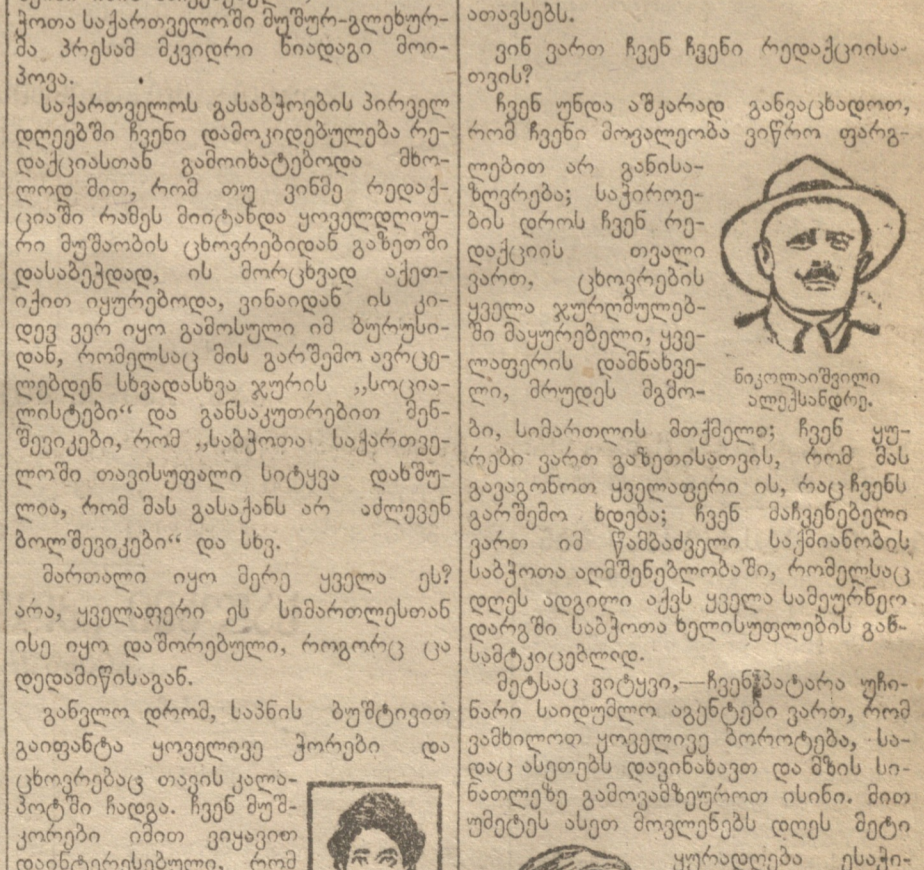 ჭოთა საქართველოში მუშურ-გლეხურ-
მა პრესამ მკვიდრი ნიადაგი მოი-
პოვა.
საქართველოს გასაბჭოების პირველ
დღეებში ჩვენი დამოკიდებულება რე-
დაქციასთან გამოიხატებოდა მხო-
ლოდ მით, რომ თუ ვინმე რედაქ-
ციაში რამეს მიიტანდა ყოველდღიუ-
რი მუშაობის ცხოვრებიდან გაზეთში
დასაბეჭდად, ის მორცხვად აქეთ-
იქით იყურებოდა, ვინაიდან ის კი-
დევ ვერ იყო გამოსული იმ ბურუსი-
დან, რომელსაც მის გარშემო ავრცე-
ლებდენ სხვადასხვა ჯურის „სოცია-
ლისტები“ და განსაკუთრებით მენ-
შევიკები, რომ „საბჭოთა საქართვე-
ლოში თავისუფალი სიტყვა დახშუ-
ლია, რომ მას გასაქანს არ აძლევენ
ბოლშევიკები“ და სხვ.
მართალი იყო მერე ყველა ეს?
არა, ყველაფერი ეს სიმართლესთან
ისე იყო დაშორებული, როგორც ცა
დედამიწისაგან.
განვლო დრომ, საპნის ბუშტივით
გაიფანტა ყოველივე ჭორები და
ცხოვრებაც თავის კალა-
პოტში ჩადგა. ჩვენ მუშ-
კორები იმით ვიყავით
დაინტერესებული, რომ
ათავსებს.
ვინ ვართ ჩვენ ჩვენი რედაქციისა-
თვის?
ჩვენ უნდა აშკარად განვაცხადოთ,
რომ ჩვენი მოვალეობა ვიწრო ფარგ-
ლებით არ განისა-
ზღვრება; საჭიროე-
ბის დროს ჩვენ რე-
დაქციის თვალი
ვართ, ცხოვრების
ყველა ჯურღმულებ-
ში მაყურებელი, ყვე-
ლაფერის დამნახვე-
ლი, მრუდეს მგმო-
ნიკოლაიშვილი
ალექსანდრე.
ბი, სიმართლის მთქმელი; ჩვენ ყუ-
რები ვართ გაზეთისათვის, რომ მას
გავაგონოთ ყველაფერი ის, რაც ჩვენს
გარშემო ხდება; ჩვენ მაჩვენებელი
ვართ იმ წამბაძველი საქმიანობის
საბჭოთა აღმშენებლობაში, რომელსაც
დღეს ადგილი აქვს ყველა სამეურნეო
დარგში საბჭოთა ხელისუფლების გან-
სამტკიცებლად.
მეტსაც ვიტყვი,—ჩვენ პატარა უჩი-
ნარი საიდუმლო აგენტები ვართ, რომ
ვამხილოთ ყოველივე ბოროტება, სა-
დაც ასეთებს დავინახავთ და მზის სი-
ნათლეზე გამოვამზეუროთ ისინი. მით
უმეტეს ასეთ მოვლენებს დღეს მეტი
ყურადღება ესაჭი-